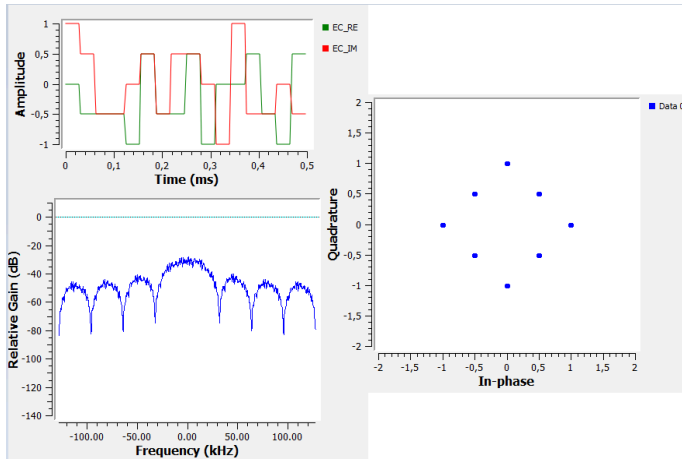 1
0,5
0
-0,5
-1
Amplitude
EC_RE
EC_IM
0 0,1 0,2 0,3 0,4 0,5
Time (ms)
0
-20
-40
-60
-80
-100
-120
-140
Relative Gain (dB)
-100.00 -50.00 0.00 50.00 100.00
Frequency (kHz)
2
1,5
1
0,5
0
-0,5
-1
-1,5
-2
Quadrature
Data 0
-2 -1,5 -1 -0,5 0 0,5 1 1,5 2
In-phase